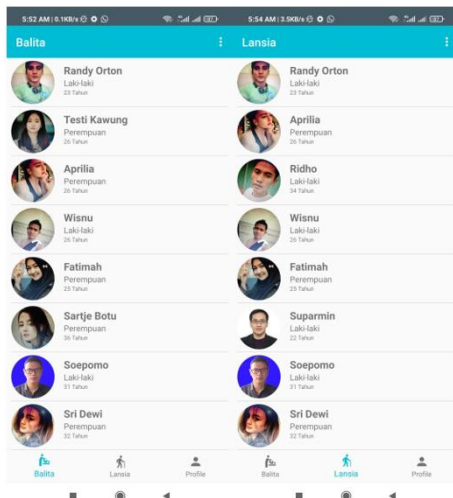 5:52 AM | 0.1KB/s
Balita
Randy Orton
Laki-laki
23 Tahun
Testi Kawung
Perempuan
26 Tahun
Aprilia
Perempuan
26 Tahun
Wisnu
Laki-laki
26 Tahun
Fatimah
Perempuan
25 Tahun
Sartje Botu
Perempuan
36 Tahun
Soepomo
Laki-laki
31 Tahun
Sri Dewi
Perempuan
32 Tahun
Balita
Lansia
Profile
5:54 AM | 3.5KB/s
Lansia
Randy Orton
Laki-laki
23 Tahun
Aprilia
Perempuan
26 Tahun
Ridho
Laki-laki
34 Tahun
Wisnu
Laki-laki
26 Tahun
Fatimah
Perempuan
25 Tahun
Suparmin
Laki-laki
22 Tahun
Soepomo
Laki-laki
31 Tahun
Sri Dewi
Perempuan
32 Tahun
Balita
Lansia
Profile